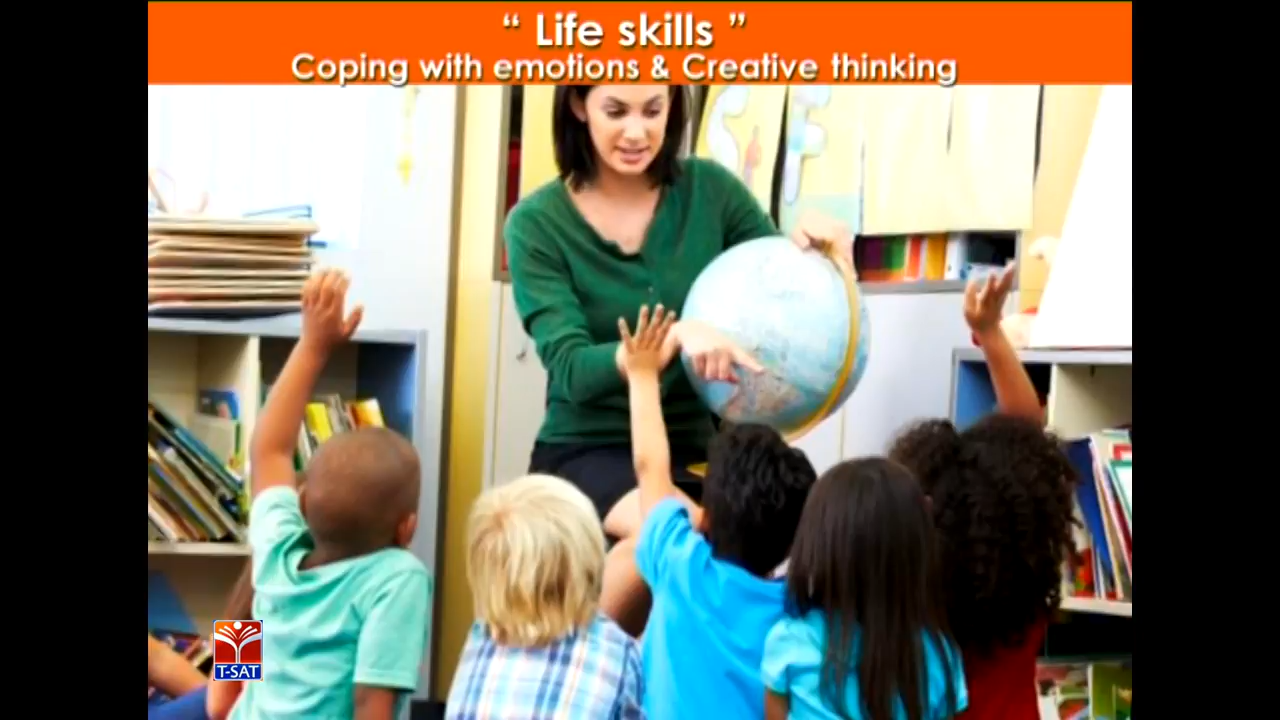 “ Life skills ”
Coping with emotions & Creative thinking
T-SAT